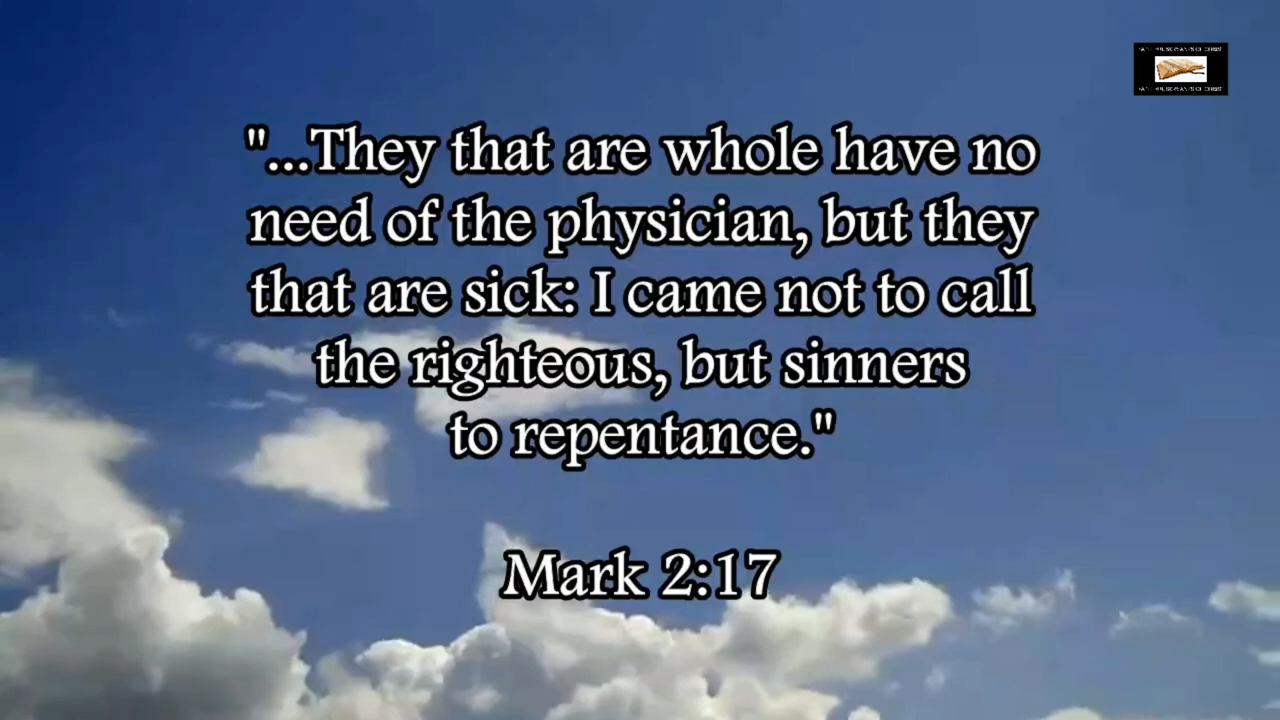 "...They that are whole have no
need of the physician, but they
that are sick: I came not to call
the righteous, but sinners
to repentance."
Mark 2:17